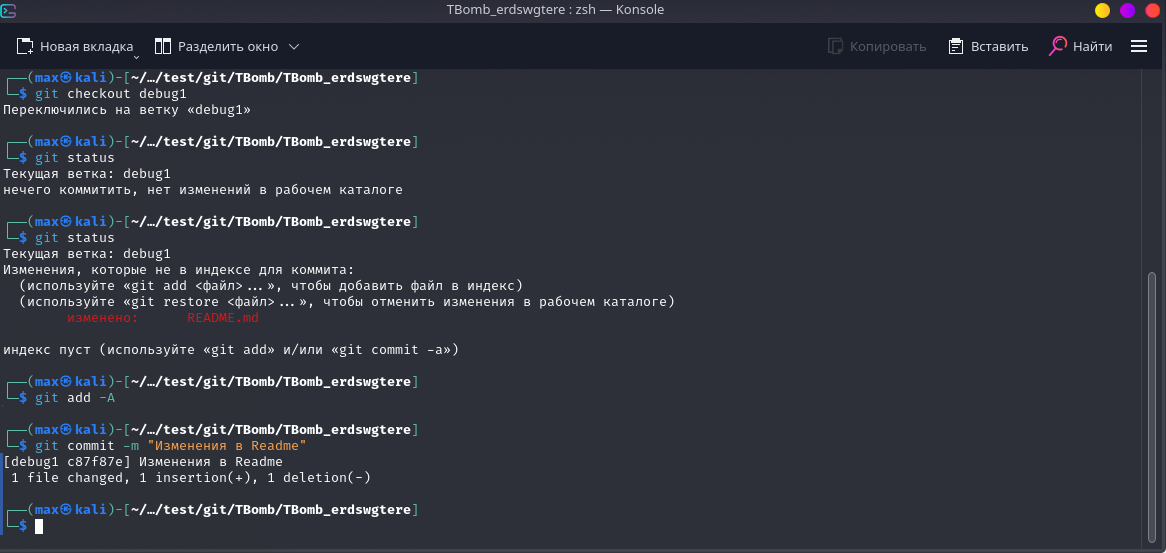 TBomb_erdswgtere : zsh — Konsole
Новая вкладка Разделить окно Копировать Вставить Найти
┌──(max㉿kali)-[~/…/test/git/TBomb/TBomb_erdswgtere]
└─$ git checkout debug1
Переключились на ветку «debug1»
┌──(max㉿kali)-[~/…/test/git/TBomb/TBomb_erdswgtere]
└─$ git status
Текущая ветка: debug1
нечего коммитить, нет изменений в рабочем каталоге
┌──(max㉿kali)-[~/…/test/git/TBomb/TBomb_erdswgtere]
└─$ git status
Текущая ветка: debug1
Изменения, которые не в индексе для коммита:
(используйте «git add <файл>...», чтобы добавить файл в индекс)
(используйте «git restore <файл>...», чтобы отменить изменения в рабочем каталоге)
изменено: README.md
индекс пуст (используйте «git add» и/или «git commit -a»)
┌──(max㉿kali)-[~/…/test/git/TBomb/TBomb_erdswgtere]
└─$ git add -A
┌──(max㉿kali)-[~/…/test/git/TBomb/TBomb_erdswgtere]
└─$ git commit -m "Изменения в Readme"
[debug1 c87f87e] Изменения в Readme
1 file changed, 1 insertion(+), 1 deletion(-)
┌──(max㉿kali)-[~/…/test/git/TBomb/TBomb_erdswgtere]
└─$